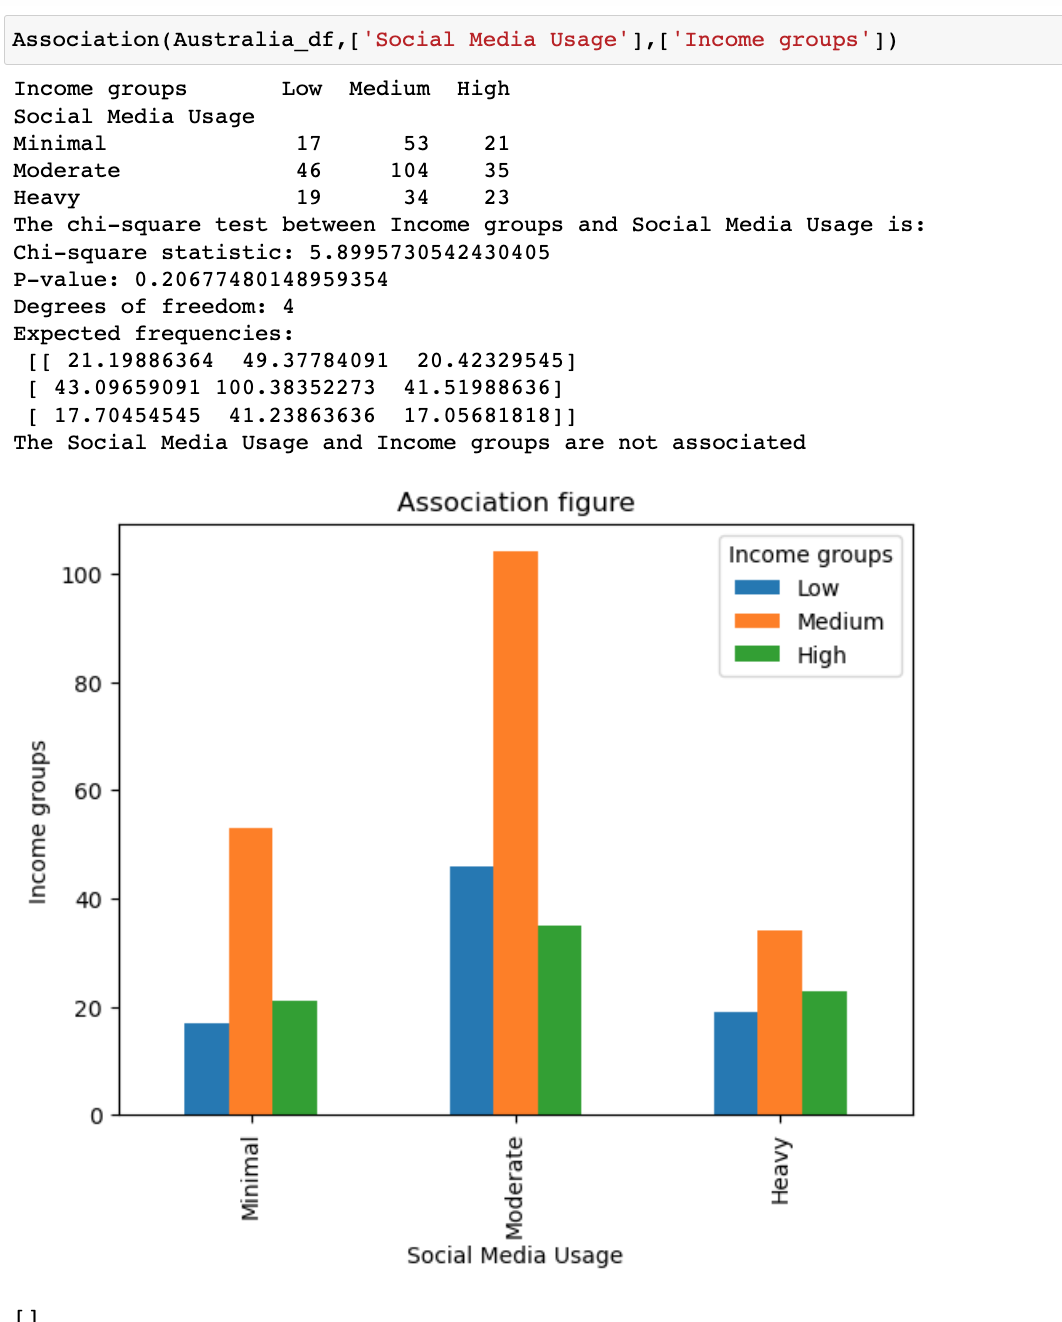 Association(Australia_df,['Social Media Usage'],['Income groups'])
Income groups       Low  Medium  High
Social Media Usage
Minimal              17      53    21
Moderate             46     104    35
Heavy                19      34    23
The chi-square test between Income groups and Social Media Usage is:
Chi-square statistic: 5.8995730542430405
P-value: 0.20677480148959354
Degrees of freedom: 4
Expected frequencies:
 [[ 21.19886364  49.37784091  20.42329545]
 [ 43.09659091 100.38352273  41.51988636]
 [ 17.70454545  41.23863636  17.05681818]]
The Social Media Usage and Income groups are not associated
Association figure
Income groups
Low
Medium
High
100
80
60
40
20
0
Income groups
Minimal
Moderate
Heavy
Social Media Usage
[]